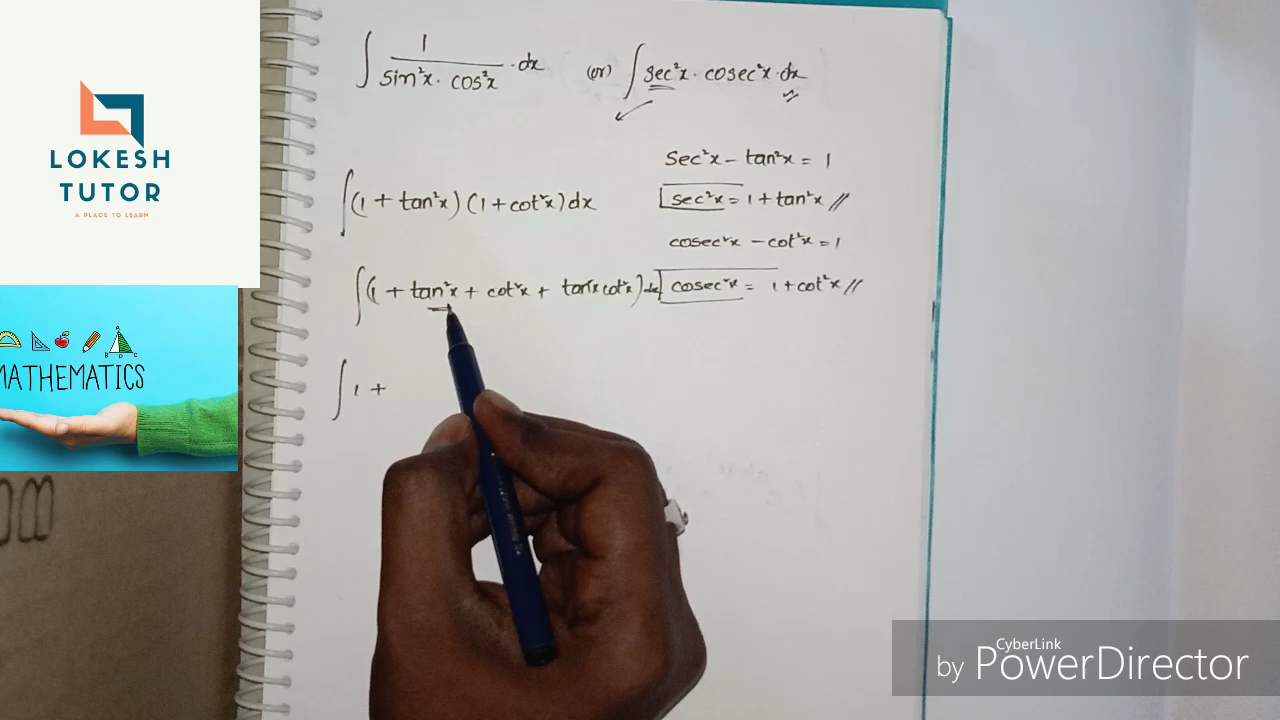 ∫ 1/(sin²x · cos²x) · dx (or) ∫ sec²x · cosec²x · dx
sec²x - tan²x = 1
∫(1 + tan²x) (1 + cot²x) dx
sec²x = 1 + tan²x //
cosec²x - cot²x = 1
∫(1 + tan²x + cot²x + tan²x cot²x) dx
cosec²x = 1 + cot²x //
∫ 1 +
LOKESH
TUTOR
A PLACE TO LEARN
B D C
MATHEMATICS
CyberLink
by PowerDirector